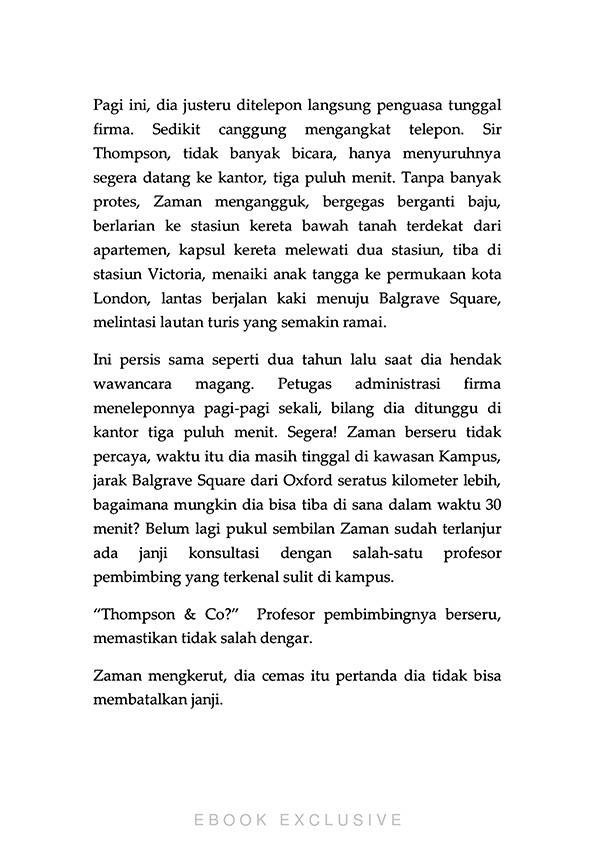 Pagi ini, dia justeru ditelepon langsung penguasa tunggal
firma. Sedikit canggung mengangkat telepon. Sir
Thompson, tidak banyak bicara, hanya menyuruhnya
segera datang ke kantor, tiga puluh menit. Tanpa banyak
protes, Zaman mengangguk, bergegas berganti baju,
berlarian ke stasiun kereta bawah tanah terdekat dari
apartemen, kapsul kereta melewati dua stasiun, tiba di
stasiun Victoria, menaiki anak tangga ke permukaan kota
London, lantas berjalan kaki menuju Balgrave Square,
melintasi lautan turis yang semakin ramai.
Ini persis sama seperti dua tahun lalu saat dia hendak
wawancara magang. Petugas administrasi firma
meneleponnya pagi-pagi sekali, bilang dia ditunggu di
kantor tiga puluh menit. Segera! Zaman berseru tidak
percaya, waktu itu dia masih tinggal di kawasan Kampus,
jarak Balgrave Square dari Oxford seratus kilometer lebih,
bagaimana mungkin dia bisa tiba di sana dalam waktu 30
menit? Belum lagi pukul sembilan Zaman sudah terlanjur
ada janji konsultasi dengan salah-satu profesor
pembimbing yang terkenal sulit di kampus.
“Thompson & Co?”  Profesor pembimbingnya berseru,
memastikan tidak salah dengar.
Zaman mengkerut, dia cemas itu pertanda dia tidak bisa
membatalkan janji.
EBOOK EXCLUSIVE